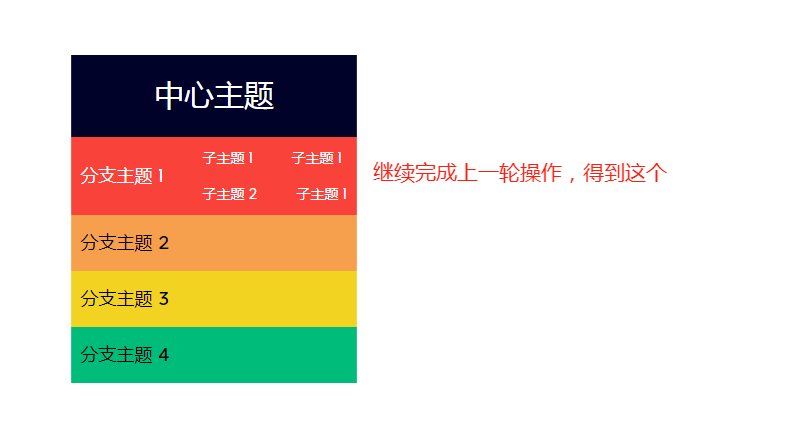 中心主题
子主题 1 子主题 1
分支主题 1
子主题 2 子主题 1
继续完成上一轮操作，得到这个
分支主题 2
分支主题 3
分支主题 4